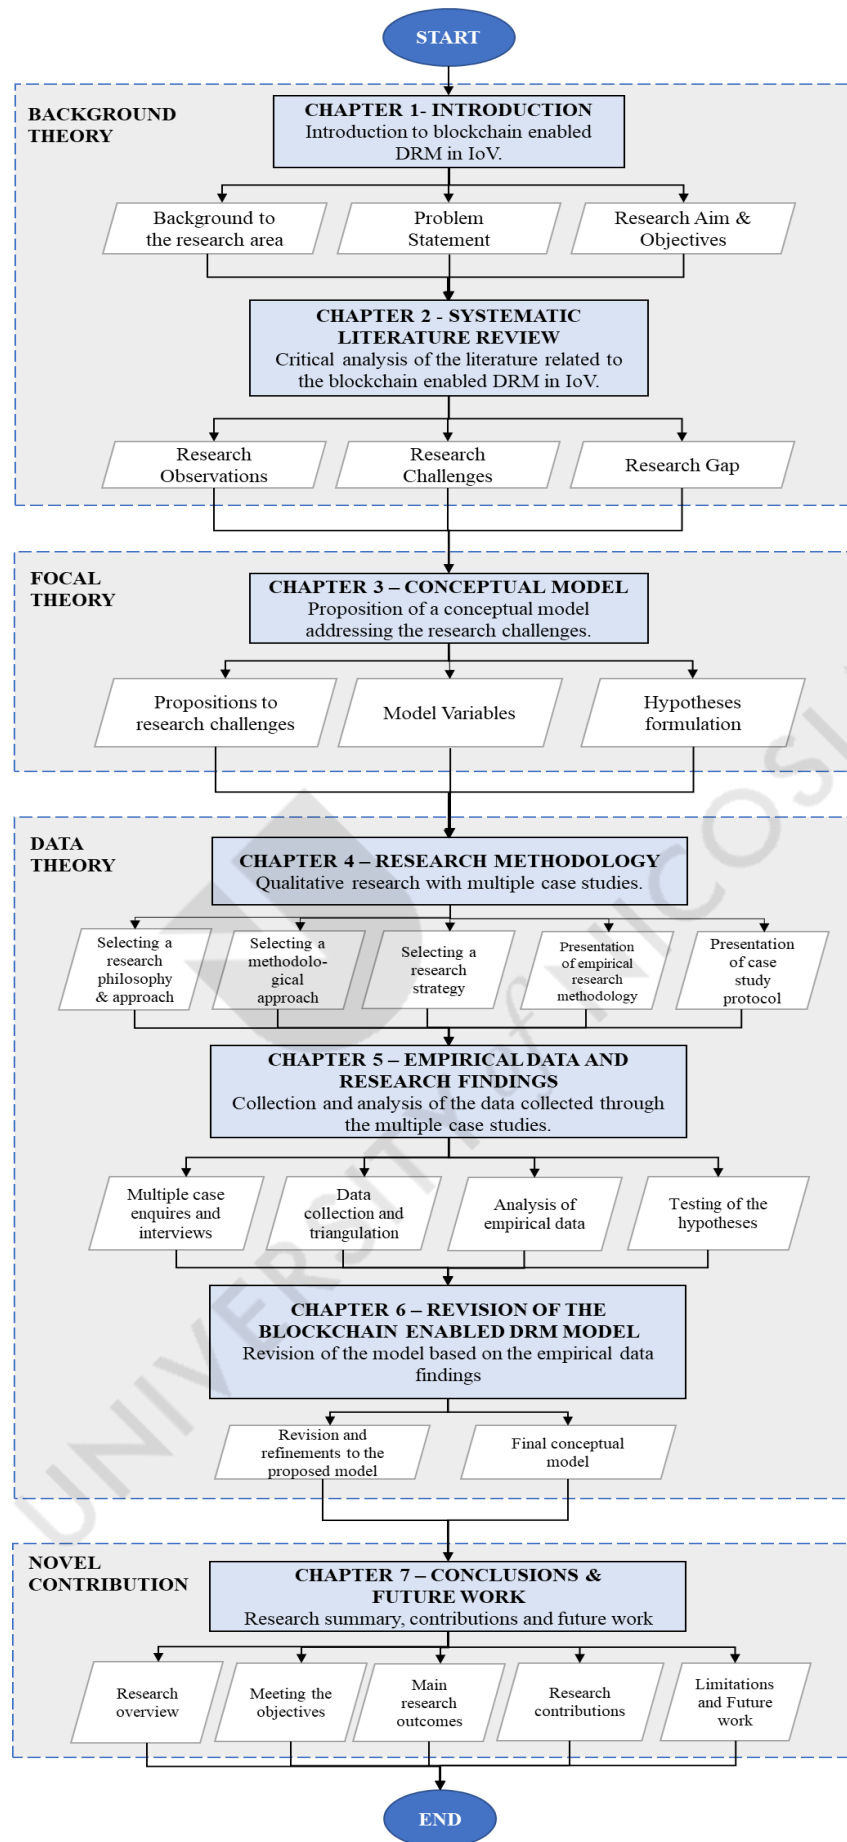 START
BACKGROUND
THEORY
CHAPTER 1- INTRODUCTION
Introduction to blockchain enabled
DRM in IoV.
Background to
the research area
Problem
Statement
Research Aim &
Objectives
CHAPTER 2 - SYSTEMATIC
LITERATURE REVIEW
Critical analysis of the literature related to
the blockchain enabled DRM in IoV.
Research
Observations
Research
Challenges
Research Gap
FOCAL
THEORY
CHAPTER 3 – CONCEPTUAL MODEL
Proposition of a conceptual model
addressing the research challenges.
Propositions to
research challenges
Model Variables
Hypotheses
formulation
DATA
THEORY
CHAPTER 4 – RESEARCH METHODOLOGY
Qualitative research with multiple case studies.
Selecting a
research
philosophy
& approach
Selecting a
methodolo-
gical
approach
Selecting a
research
strategy
Presentation
of empirical
research
methodology
Presentation
of case
study
protocol
CHAPTER 5 – EMPIRICAL DATA AND
RESEARCH FINDINGS
Collection and analysis of the data collected through
the multiple case studies.
Multiple case
enquires and
interviews
Data
collection and
triangulation
Analysis of
empirical data
Testing of the
hypotheses
CHAPTER 6 – REVISION OF THE
BLOCKCHAIN ENABLED DRM MODEL
Revision of the model based on the empirical data
findings
Revision and
refinements to the
proposed model
Final conceptual
model
NOVEL
CONTRIBUTION
CHAPTER 7 – CONCLUSIONS &
FUTURE WORK
Research summary, contributions and future work
Research
overview
Meeting the
objectives
Main
research
outcomes
Research
contributions
Limitations
and Future
work
END
UNIVERSITY of NICOSI